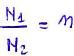 N₁/N₂ = n